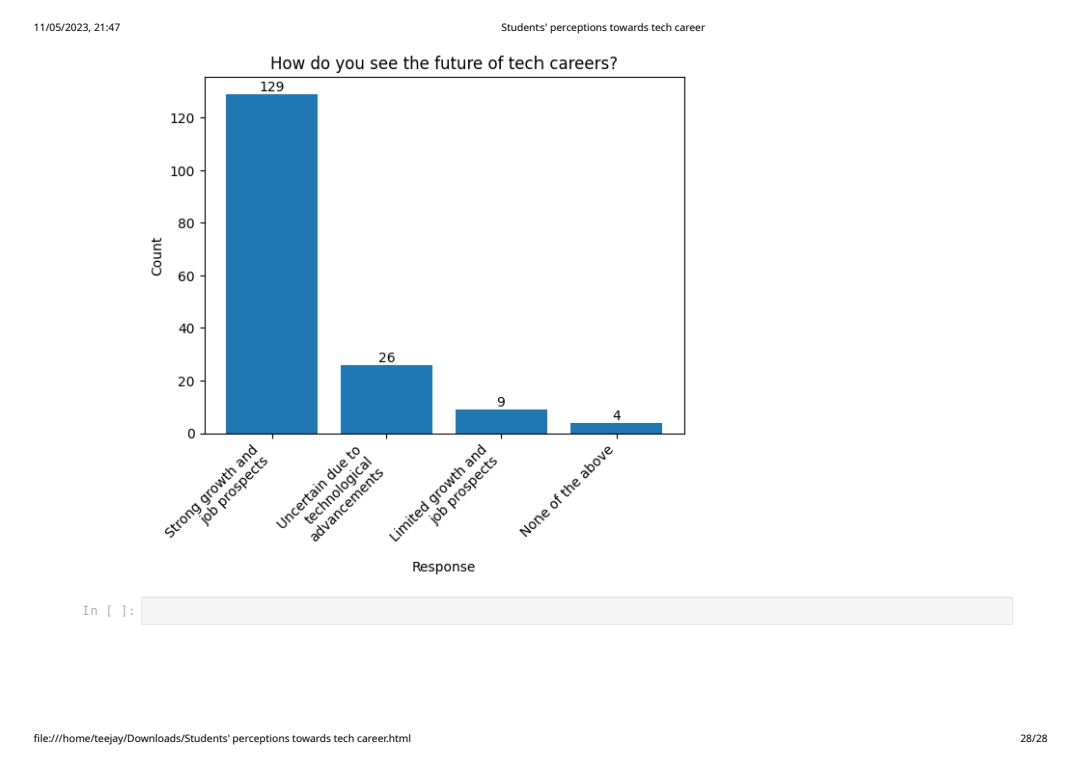 11/05/2023, 21:47
Students' perceptions towards tech career
How do you see the future of tech careers?
129
120
100
80
60
40
20
0
Count
26
9
4
Strong growth and
job prospects
Uncertain due to
technological
advancements
Limited growth and
job prospects
None of the above
Response
In [ ]:
file:///home/teejay/Downloads/Students' perceptions towards tech career.html
28/28